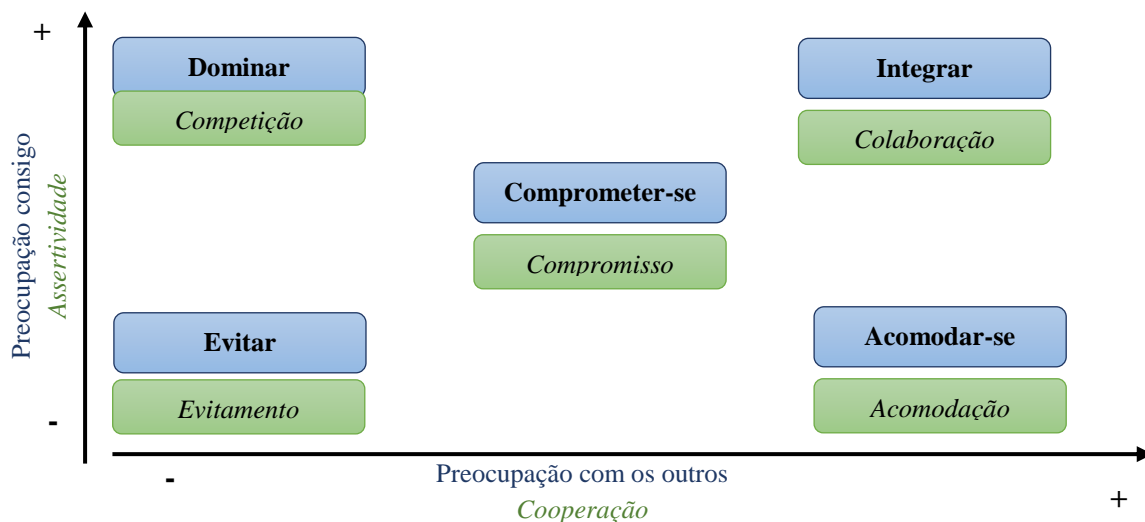 +
Dominar
Integrar
Competição
Colaboração
Preocupação consigo
Assertividade
Comprometer-se
Compromisso
Evitar
Acomodar-se
Evitamento
Acomodação
-
-
Preocupação com os outros
+
Cooperação